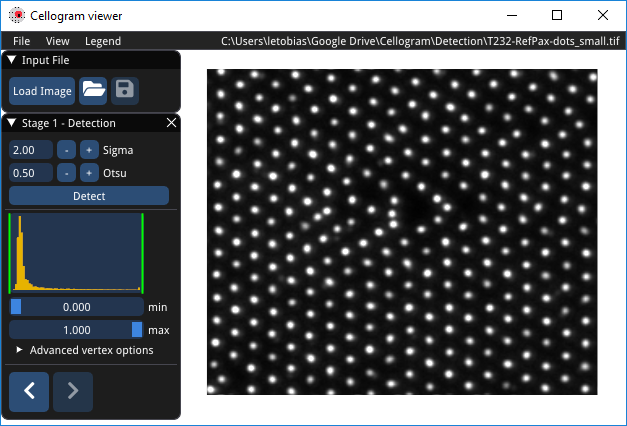 Cellogram viewer
File View Legend C:\Users\letobias\Google Drive\Cellogram\Detection\T232-RefPax-dots_small.tif
Input File
Load Image
Stage 1 - Detection
2.00 - + Sigma
0.50 - + Otsu
Detect
0.000 min
1.000 max
Advanced vertex options